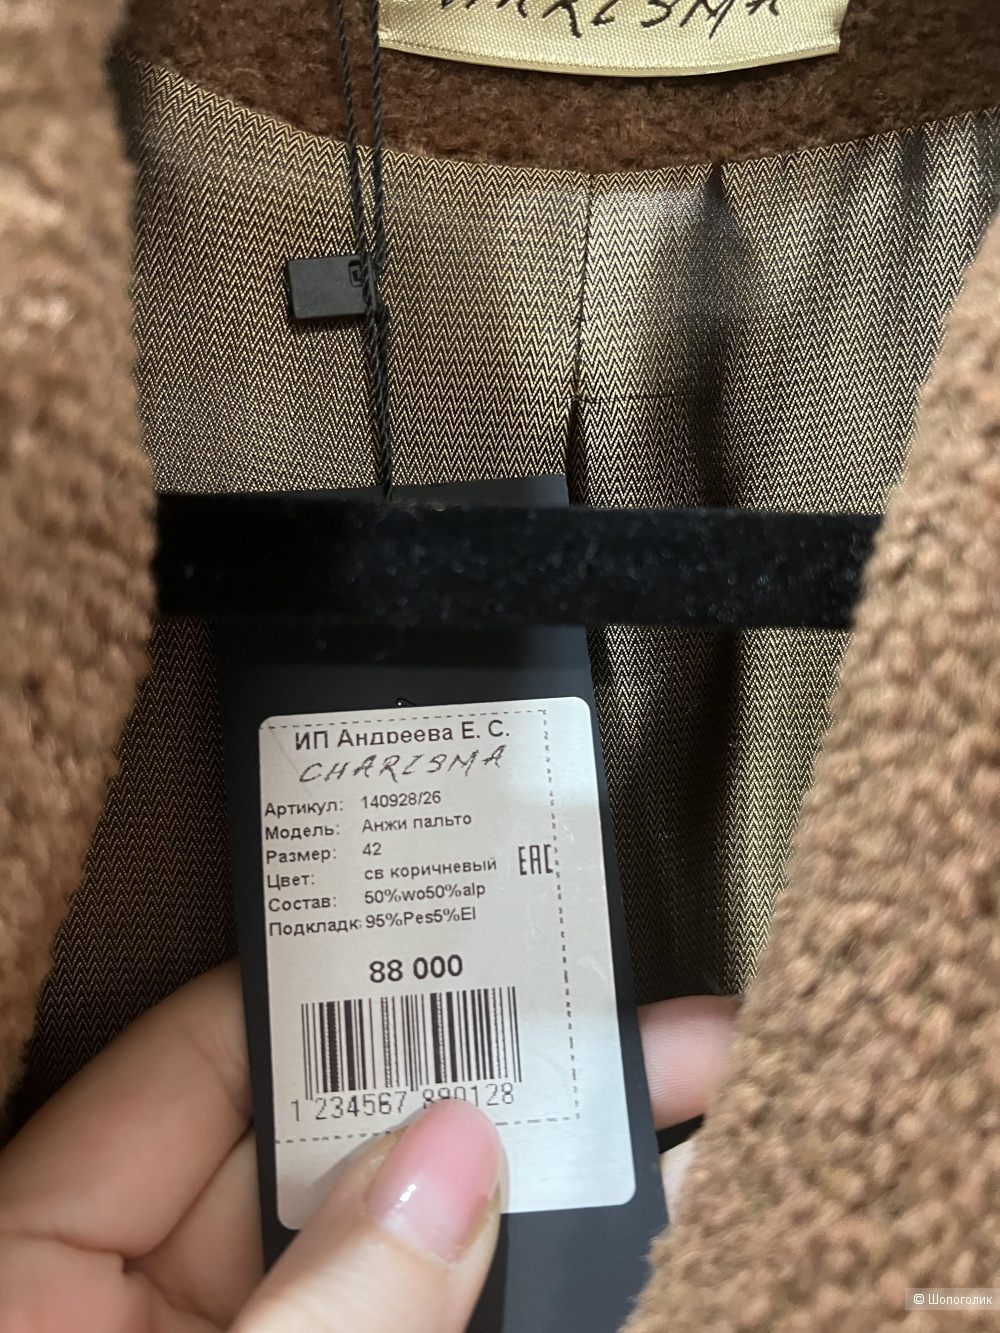 CHARISMA
ИП Андреева Е. С.
CHARISMA
Артикул: 140928/26
Модель: Анжи пальто
Размер: 42
Цвет: св коричневый
Состав: 50%wo50%alp
Подкладк: 95%Pes5%El
EAC
88 000
1 234567 890128
© Шопоголик